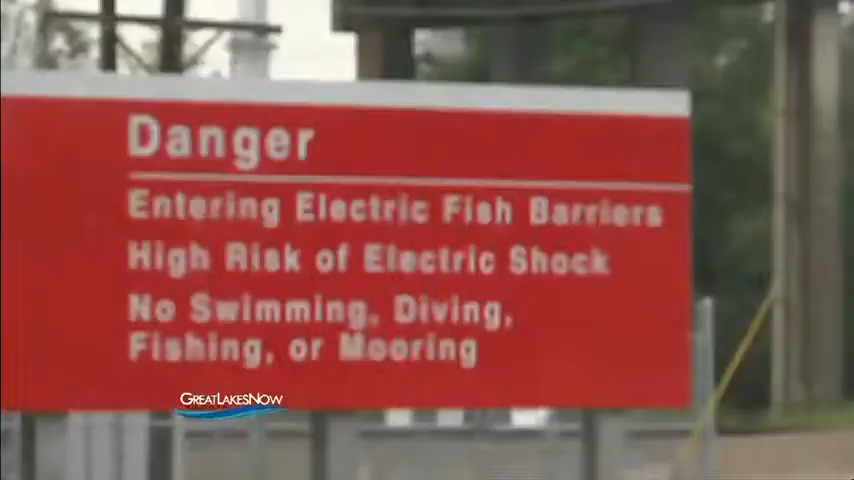 Danger
Entering Electric Fish Barriers
High Risk of Electric Shock
No Swimming, Diving,
Fishing, or Mooring
GREATLAKESNOW